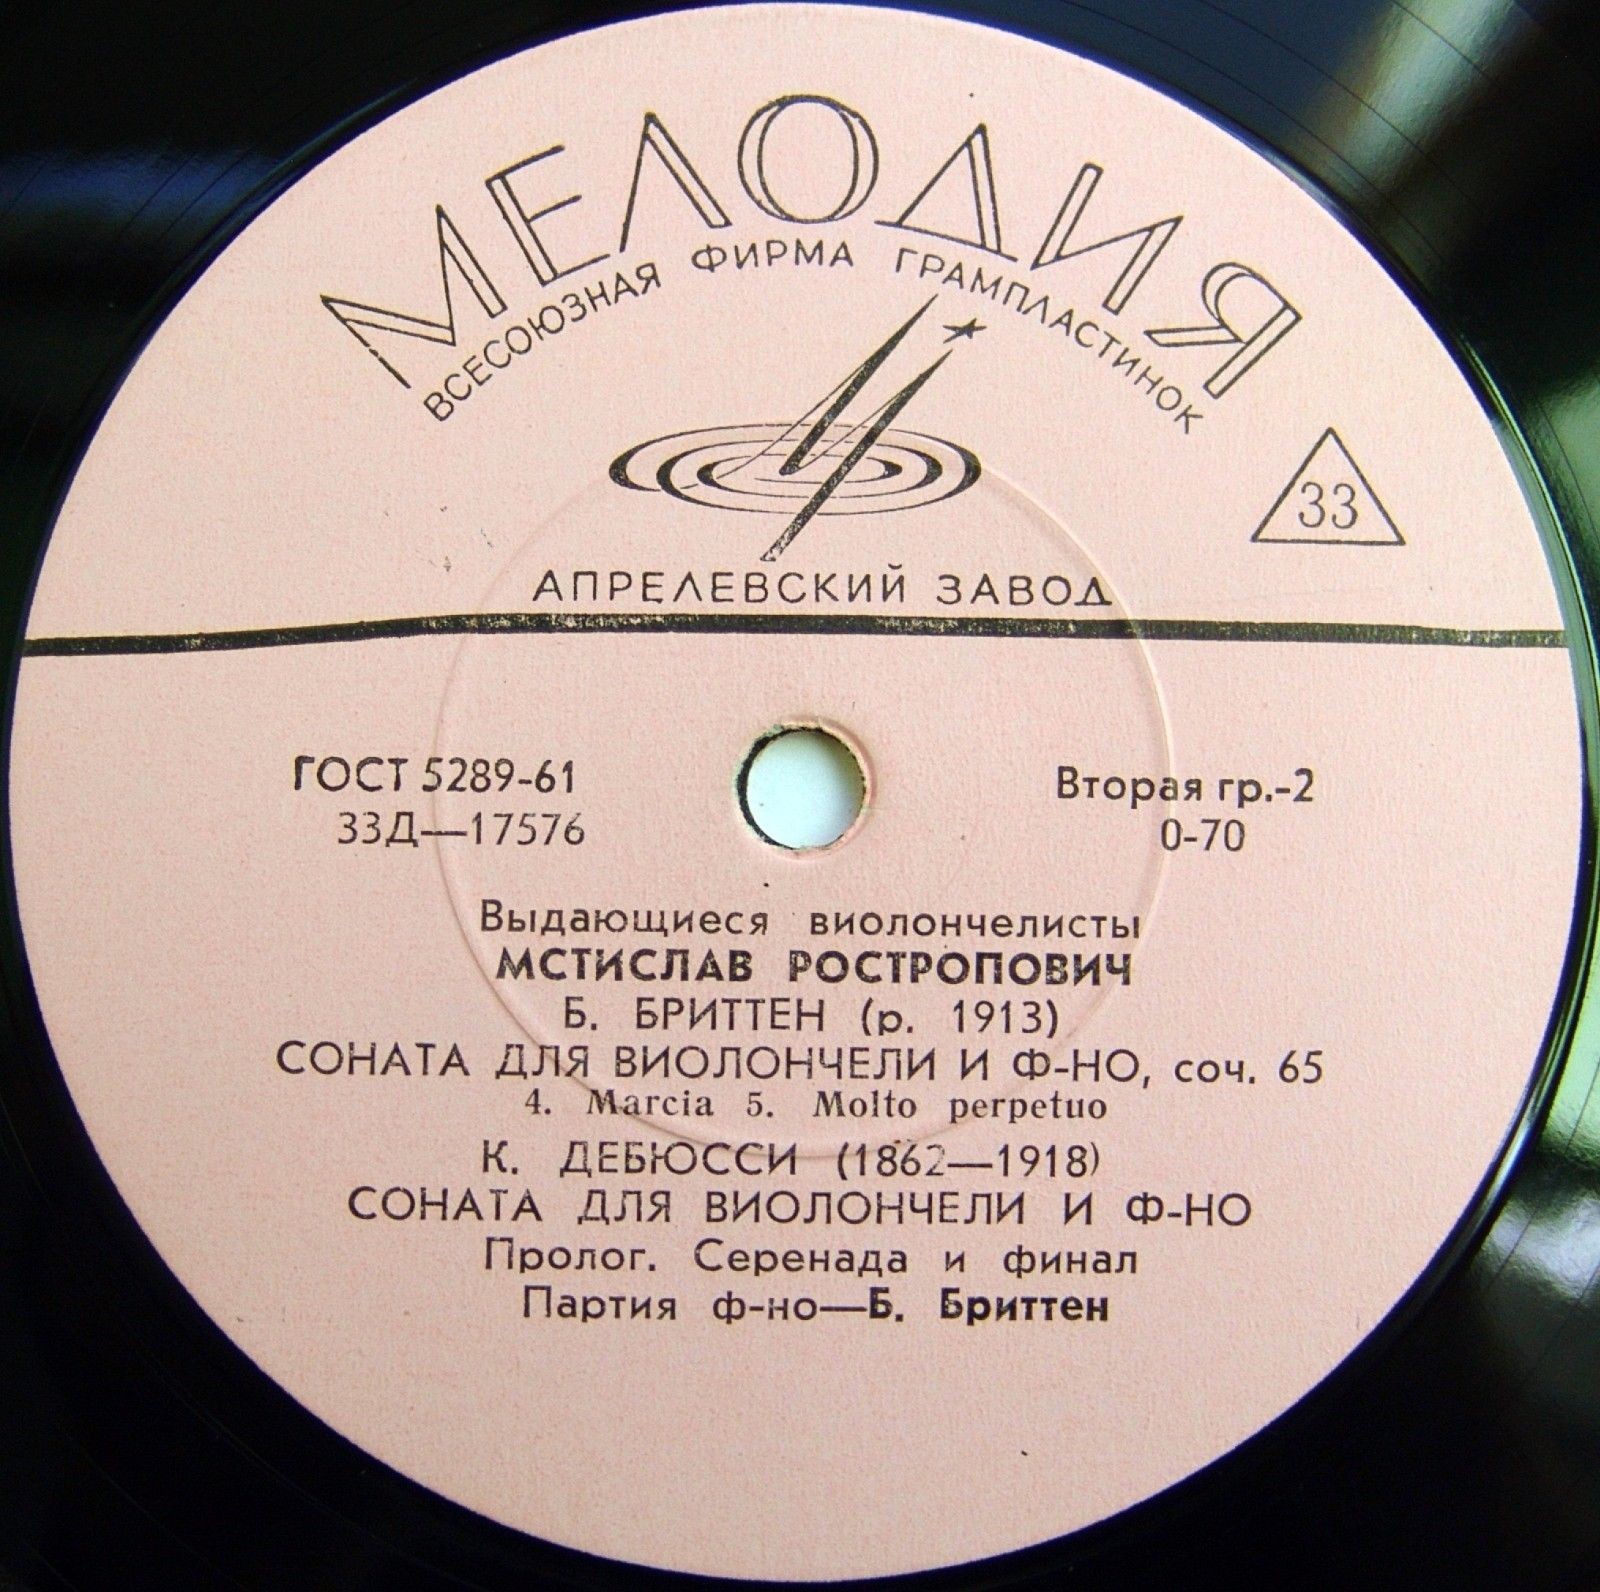 МЕЛОДИЯ
ВСЕСОЮЗНАЯ ФИРМА ГРАМПЛАСТИНОК
33
АПРЕЛЕВСКИЙ ЗАВОД
ГОСТ 5289-61
33Д—17576
Вторая гр.-2
0-70
Выдающиеся виолончелисты
МСТИСЛАВ РОСТРОПОВИЧ
Б. БРИТТЕН (р. 1913)
СОНАТА ДЛЯ ВИОЛОНЧЕЛИ И Ф-НО, соч. 65
4. Marcia 5. Molto perpetuo
К. ДЕБЮССИ (1862—1918)
СОНАТА ДЛЯ ВИОЛОНЧЕЛИ И Ф-НО
Пролог. Серенада и финал
Партия ф-но—Б. Бриттен